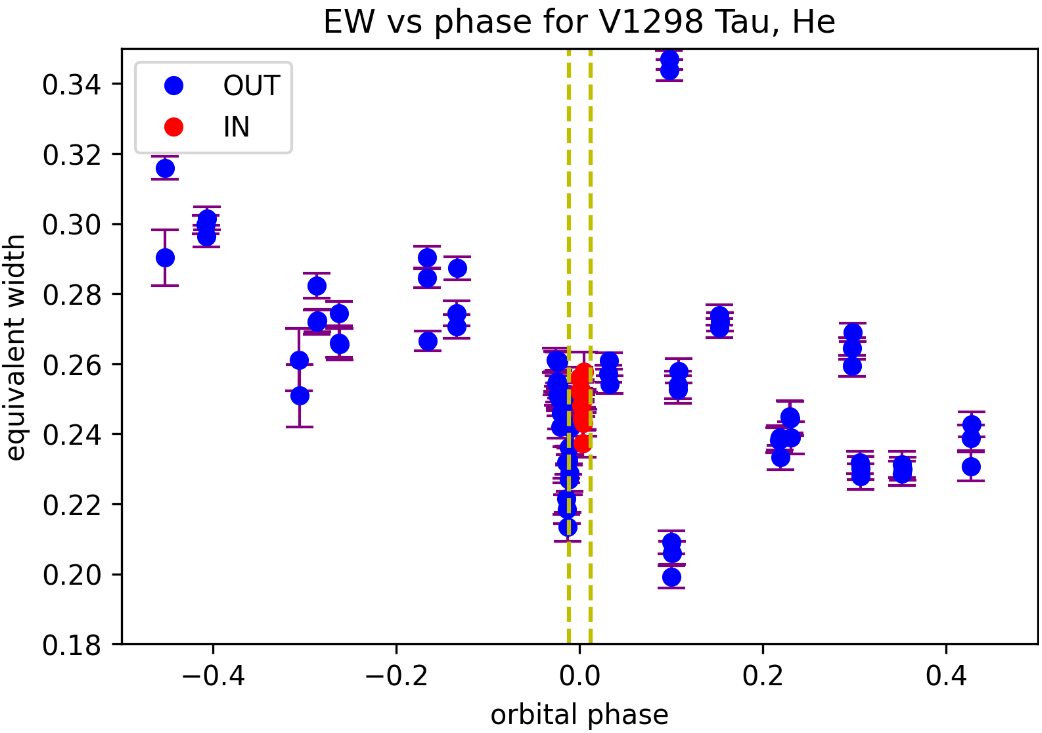 EW vs phase for V1298 Tau, He
OUT
IN
equivalent width
0.34
0.32
0.30
0.28
0.26
0.24
0.22
0.20
0.18
−0.4
−0.2
0.0
0.2
0.4
orbital phase